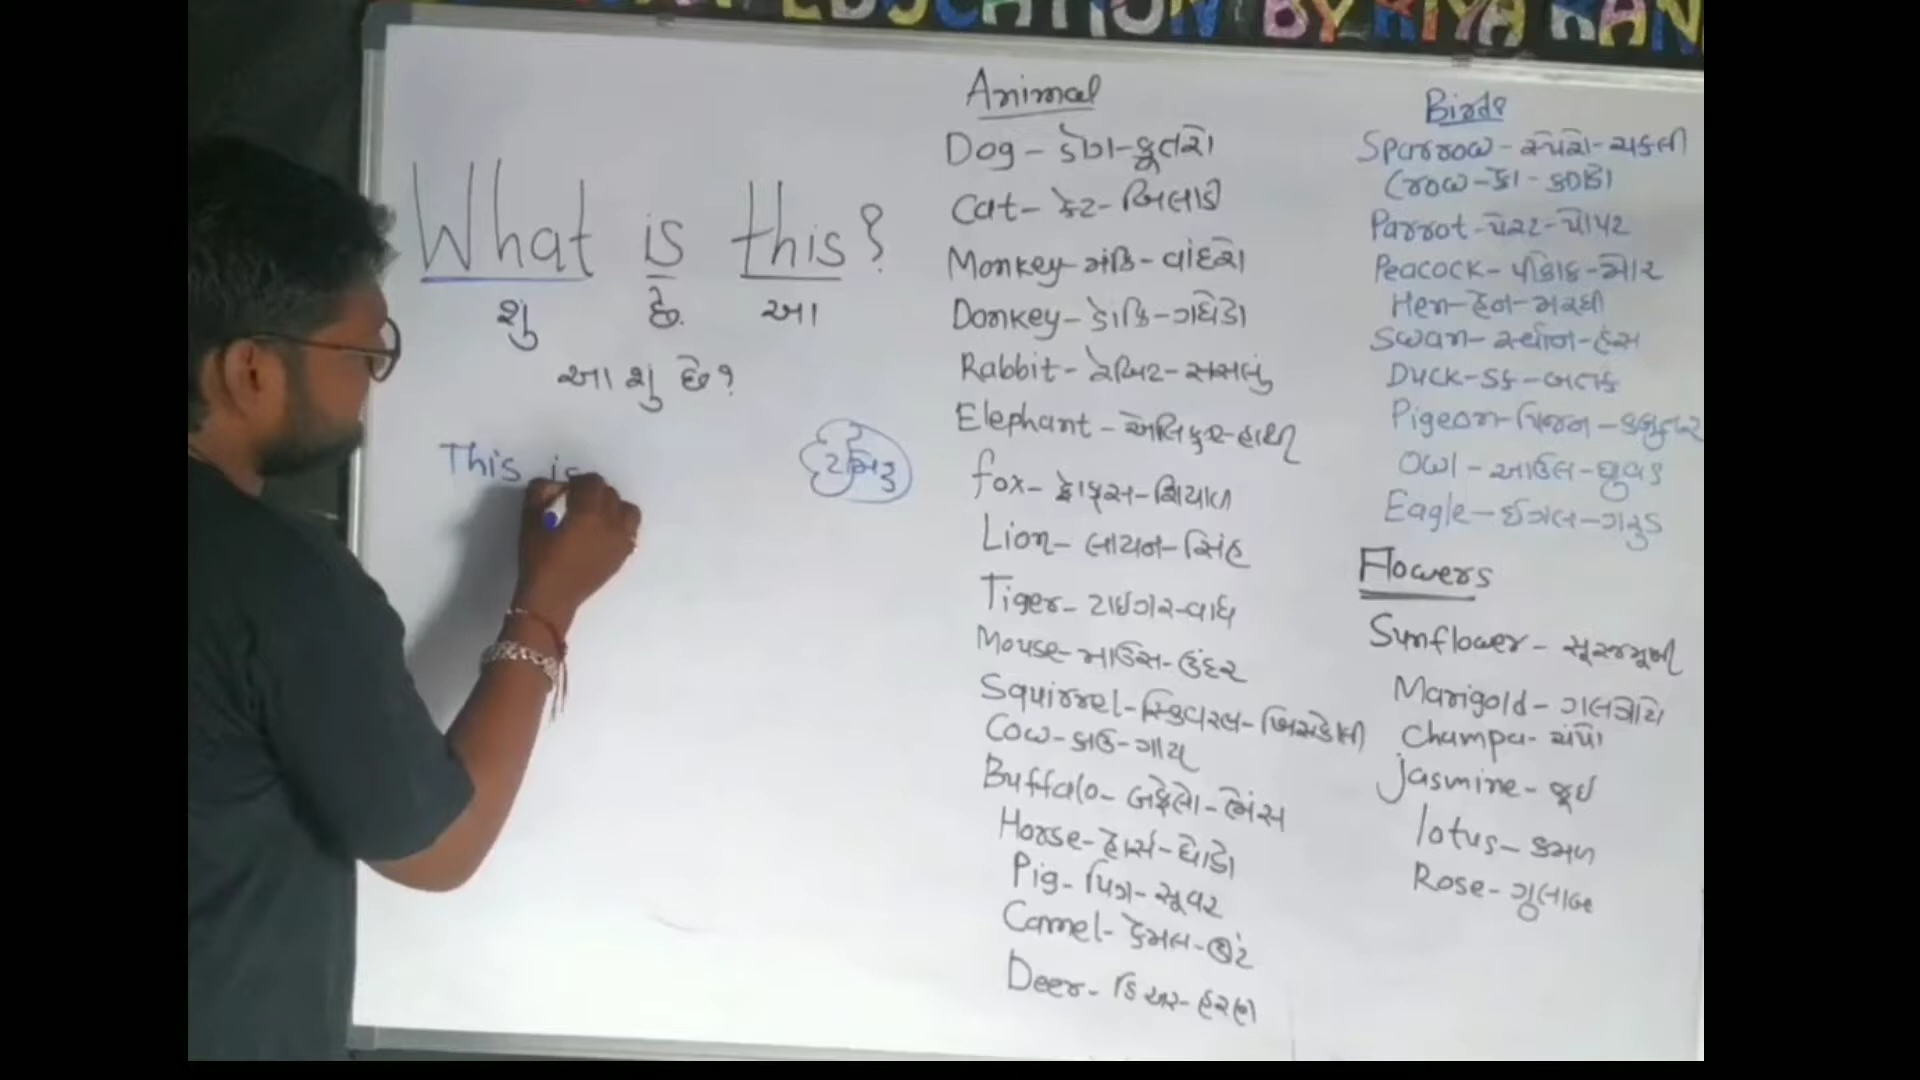 EDUCATION BY RIYA RAN
What is this?
શું છે. આ
આ શું છે?
This is
Animal
Dog - ડોગ - કૂતરો
Cat - કેટ - બિલાડી
Monkey - મંકિ - વાંદરો
Donkey - ડોંકિ - ગધેડો
Rabbit - રેબિટ - સસલું
Elephant - એલિફન્ટ - હાથી
fox - ફોક્સ - શિયાળ
Lion - લાયન - સિંહ
Tiger - ટાઇગર - વાઘ
Mouse - માઉસ - ઉંદર
Squirrel - સ્ક્વિરલ - ખિસકોલી
Cow - કાઉ - ગાય
Buffalo - બફેલો - ભેંસ
Horse - હોર્સ - ઘોડો
Pig - પિગ - સૂવર
Camel - કેમલ - ઊંટ
Deer - ડિઅર - હરણ
Birds
Sparrow - સ્પેરો - ચકલી
Crow - ક્રો - કાગડો
Parrot - પેરટ - પોપટ
Peacock - પીકોક - મોર
Hen - હેન - મરઘી
Swan - સ્વોન - હંસ
Duck - ડક - બતક
Pigeon - પિજન - કબુતર
Owl - આઉલ - ઘુવડ
Eagle - ઈગલ - ગરુડ
Flowers
Sunflower - સૂરજમૂખી
Marigold - ગલગોટો
Champa - ચંપો
Jasmine - જૂઇ
lotus - કમળ
Rose - ગુલાબ